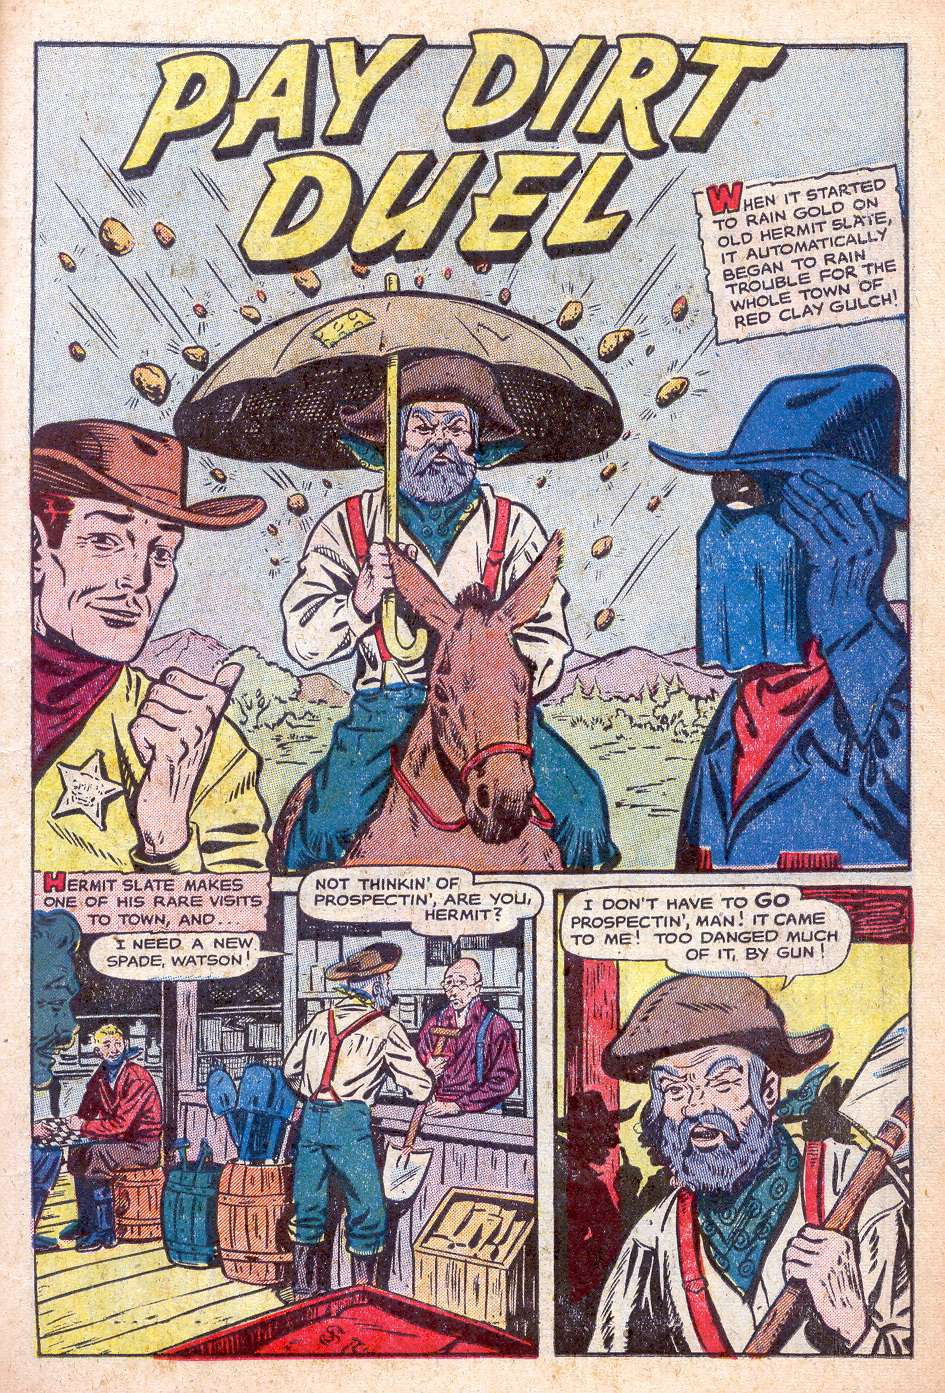 PAY DIRT
DUEL
WHEN IT STARTED
TO RAIN GOLD ON
OLD HERMIT SLATE,
IT AUTOMATICALLY
BEGAN TO RAIN
TROUBLE FOR THE
WHOLE TOWN OF
RED CLAY GULCH!
HERMIT SLATE MAKES
ONE OF HIS RARE VISITS
TO TOWN, AND...
I NEED A NEW
SPADE, WATSON!
NOT THINKIN' OF
PROSPECTIN', ARE YOU,
HERMIT?
I DON'T HAVE TO GO
PROSPECTIN', MAN! IT CAME
TO ME! TOO DANGED MUCH
OF IT, BY GUN!